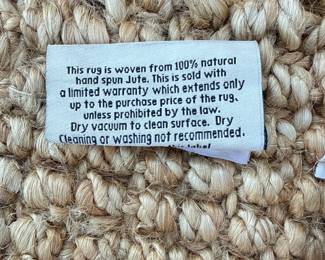 This rug is woven from 100% natural
hand spun Jute. This is sold with
a limited warranty which extends only
up to the purchase price of the rug,
unless prohibited by the law.
Dry vacuum to clean surface. Dry
Cleaning or washing not recommended.
this label